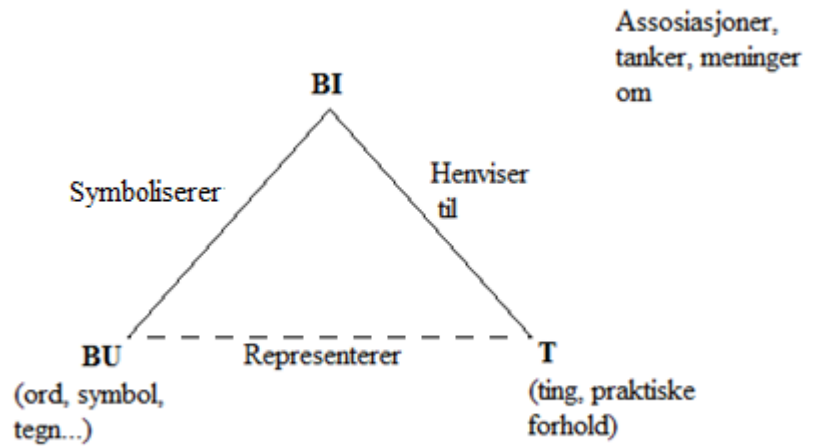 Assosiasjoner,
tanker, meninger
om
BI
Symboliserer
Henviser
til
BU
Representerer
T
(ord, symbol,
tegn...)
(ting, praktiske
forhold)